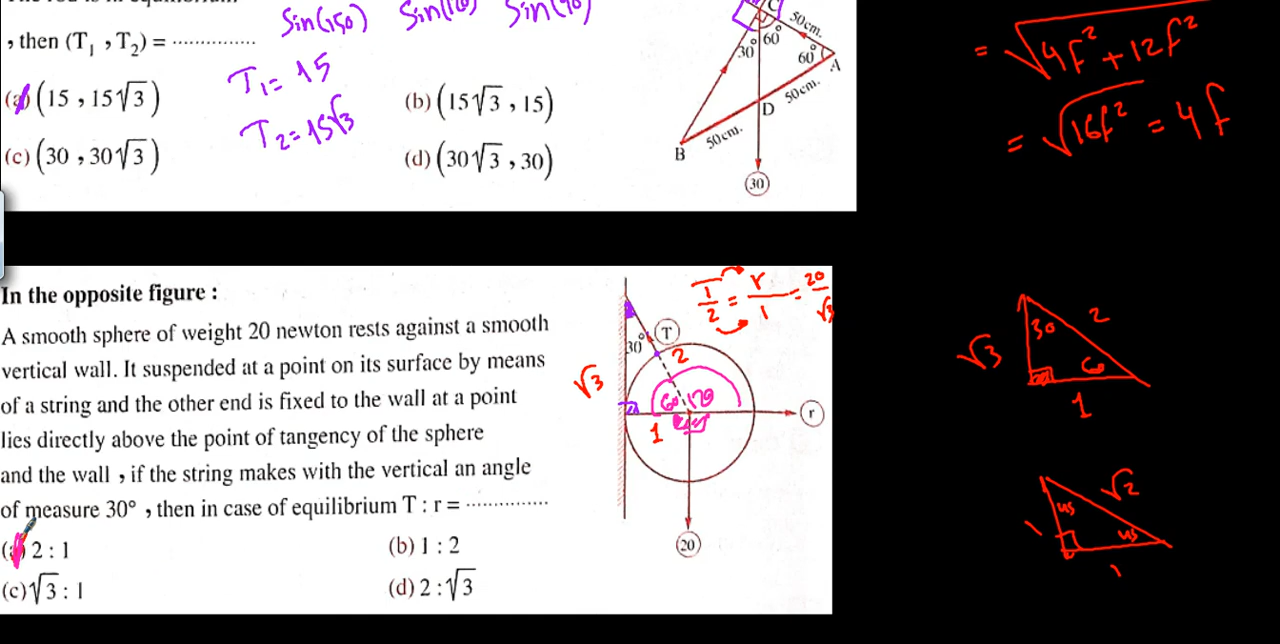 , then (T₁ , T₂) = ..............
Sin(150)
T₁ = 15
T₂ = 15√3
(a) (15 , 15√3)
(b) (15√3 , 15)
(c) (30 , 30√3)
(d) (30√3 , 30)
C
50cm.
30°
60°
60°
A
D
50cm.
50cm.
B
(30)
= √4f² + 12f²
= √16f² = 4f
In the opposite figure :
A smooth sphere of weight 20 newton rests against a smooth
vertical wall. It suspended at a point on its surface by means
of a string and the other end is fixed to the wall at a point
lies directly above the point of tangency of the sphere
and the wall , if the string makes with the vertical an angle
of measure 30° , then in case of equilibrium T : r = ..............
(a) 2 : 1
(b) 1 : 2
(c) √3 : 1
(d) 2 : √3
T/2 = r/1 = 20/√3
30°
T
2
√3
60
120
1
r
20
30
2
√3
60
1
√2
45
1
45
1